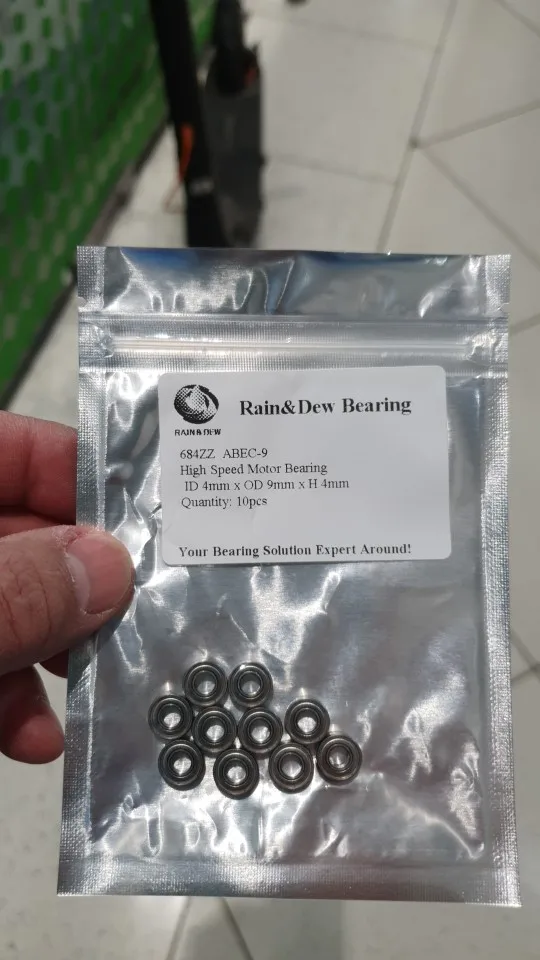 RAIN & DEW
Rain&Dew Bearing
684ZZ ABEC-9
High Speed Motor Bearing
ID 4mm x OD 9mm x H 4mm
Quantity: 10pcs
Your Bearing Solution Expert Around!